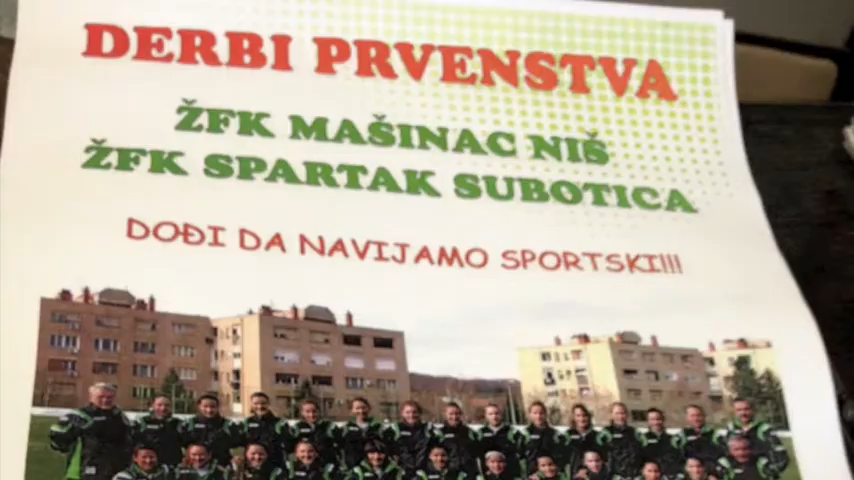 DERBI PRVENSTVA
ŽFK MAŠINAC NIŠ
ŽFK SPARTAK SUBOTICA
DOĐI DA NAVIJAMO SPORTSKI!!!